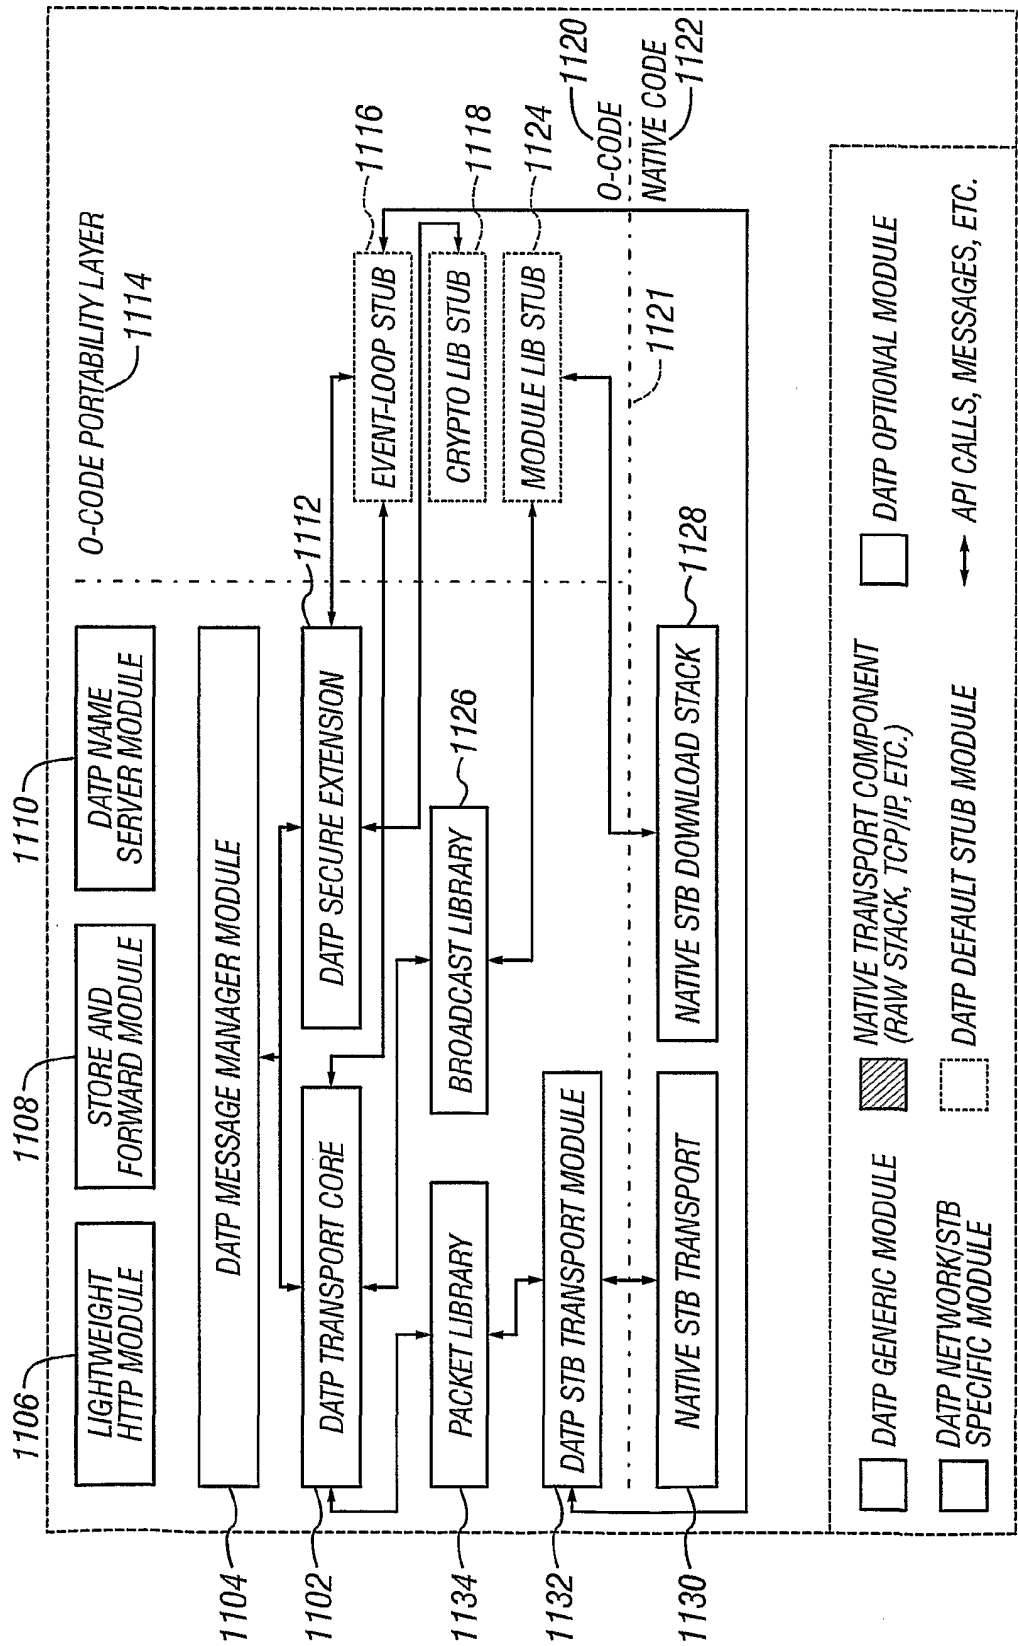 1106
LIGHTWEIGHT
HTTP MODULE
1108
STORE AND
FORWARD MODULE
1110
DATP NAME
SERVER MODULE
O-CODE PORTABILITY LAYER
1114
1104
DATP MESSAGE MANAGER MODULE
1102
DATP TRANSPORT CORE
DATP SECURE EXTENSION
1112
EVENT-LOOP STUB
1116
1134
PACKET LIBRARY
BROADCAST LIBRARY
1126
CRYPTO LIB STUB
1118
MODULE LIB STUB
1124
1132
DATP STB TRANSPORT MODULE
O-CODE
1120
NATIVE CODE
1122
1121
1130
NATIVE STB TRANSPORT
NATIVE STB DOWNLOAD STACK
1128
DATP GENERIC MODULE
NATIVE TRANSPORT COMPONENT
(RAW STACK, TCP/IP, ETC.)
DATP OPTIONAL MODULE
DATP NETWORK/STB
SPECIFIC MODULE
DATP DEFAULT STUB MODULE
API CALLS, MESSAGES, ETC.